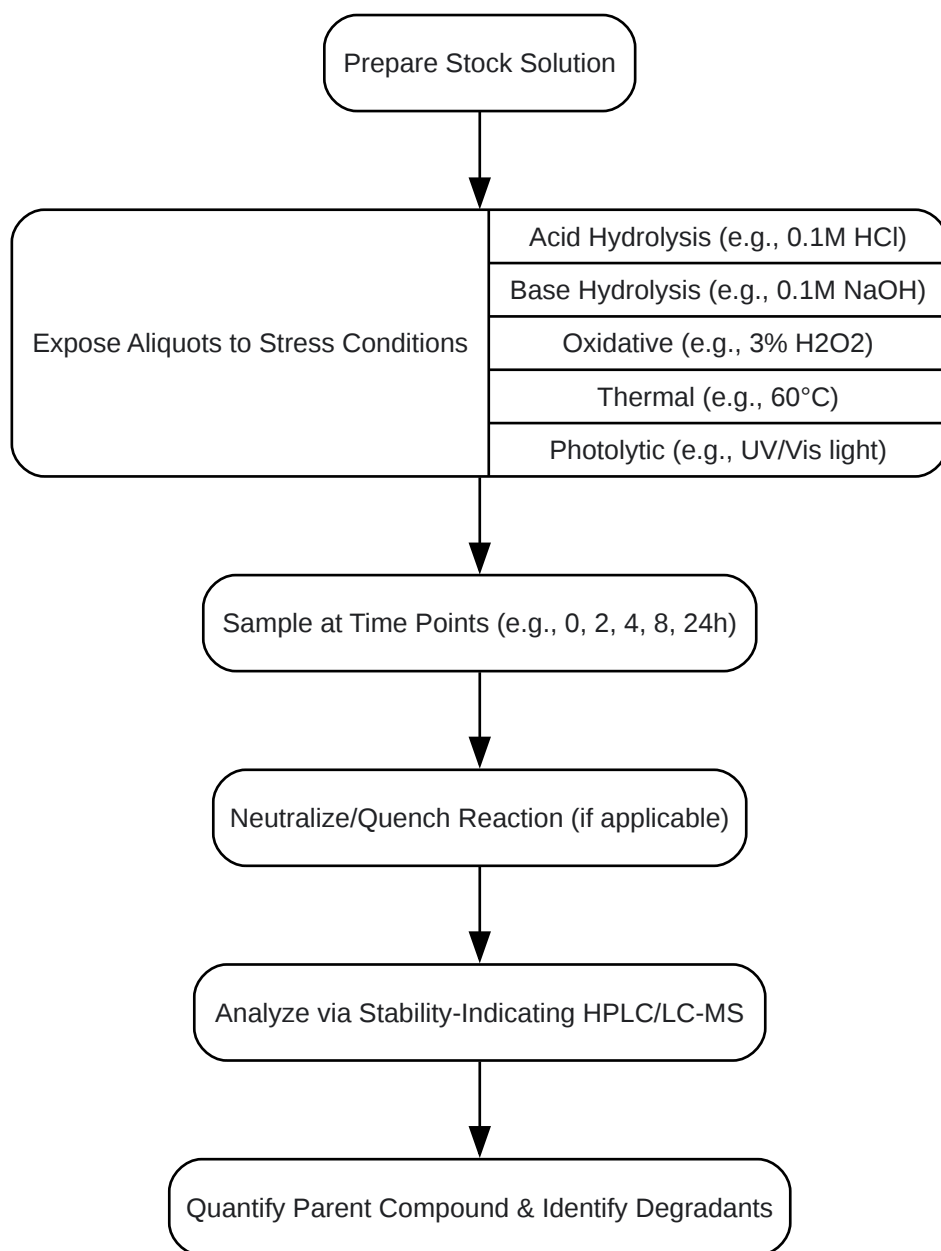 Prepare Stock Solution
Expose Aliquots to Stress Conditions
Acid Hydrolysis (e.g., 0.1M HCl)
Base Hydrolysis (e.g., 0.1M NaOH)
Oxidative (e.g., 3% H2O2)
Thermal (e.g., 60°C)
Photolytic (e.g., UV/Vis light)
Sample at Time Points (e.g., 0, 2, 4, 8, 24h)
Neutralize/Quench Reaction (if applicable)
Analyze via Stability-Indicating HPLC/LC-MS
Quantify Parent Compound & Identify Degradants